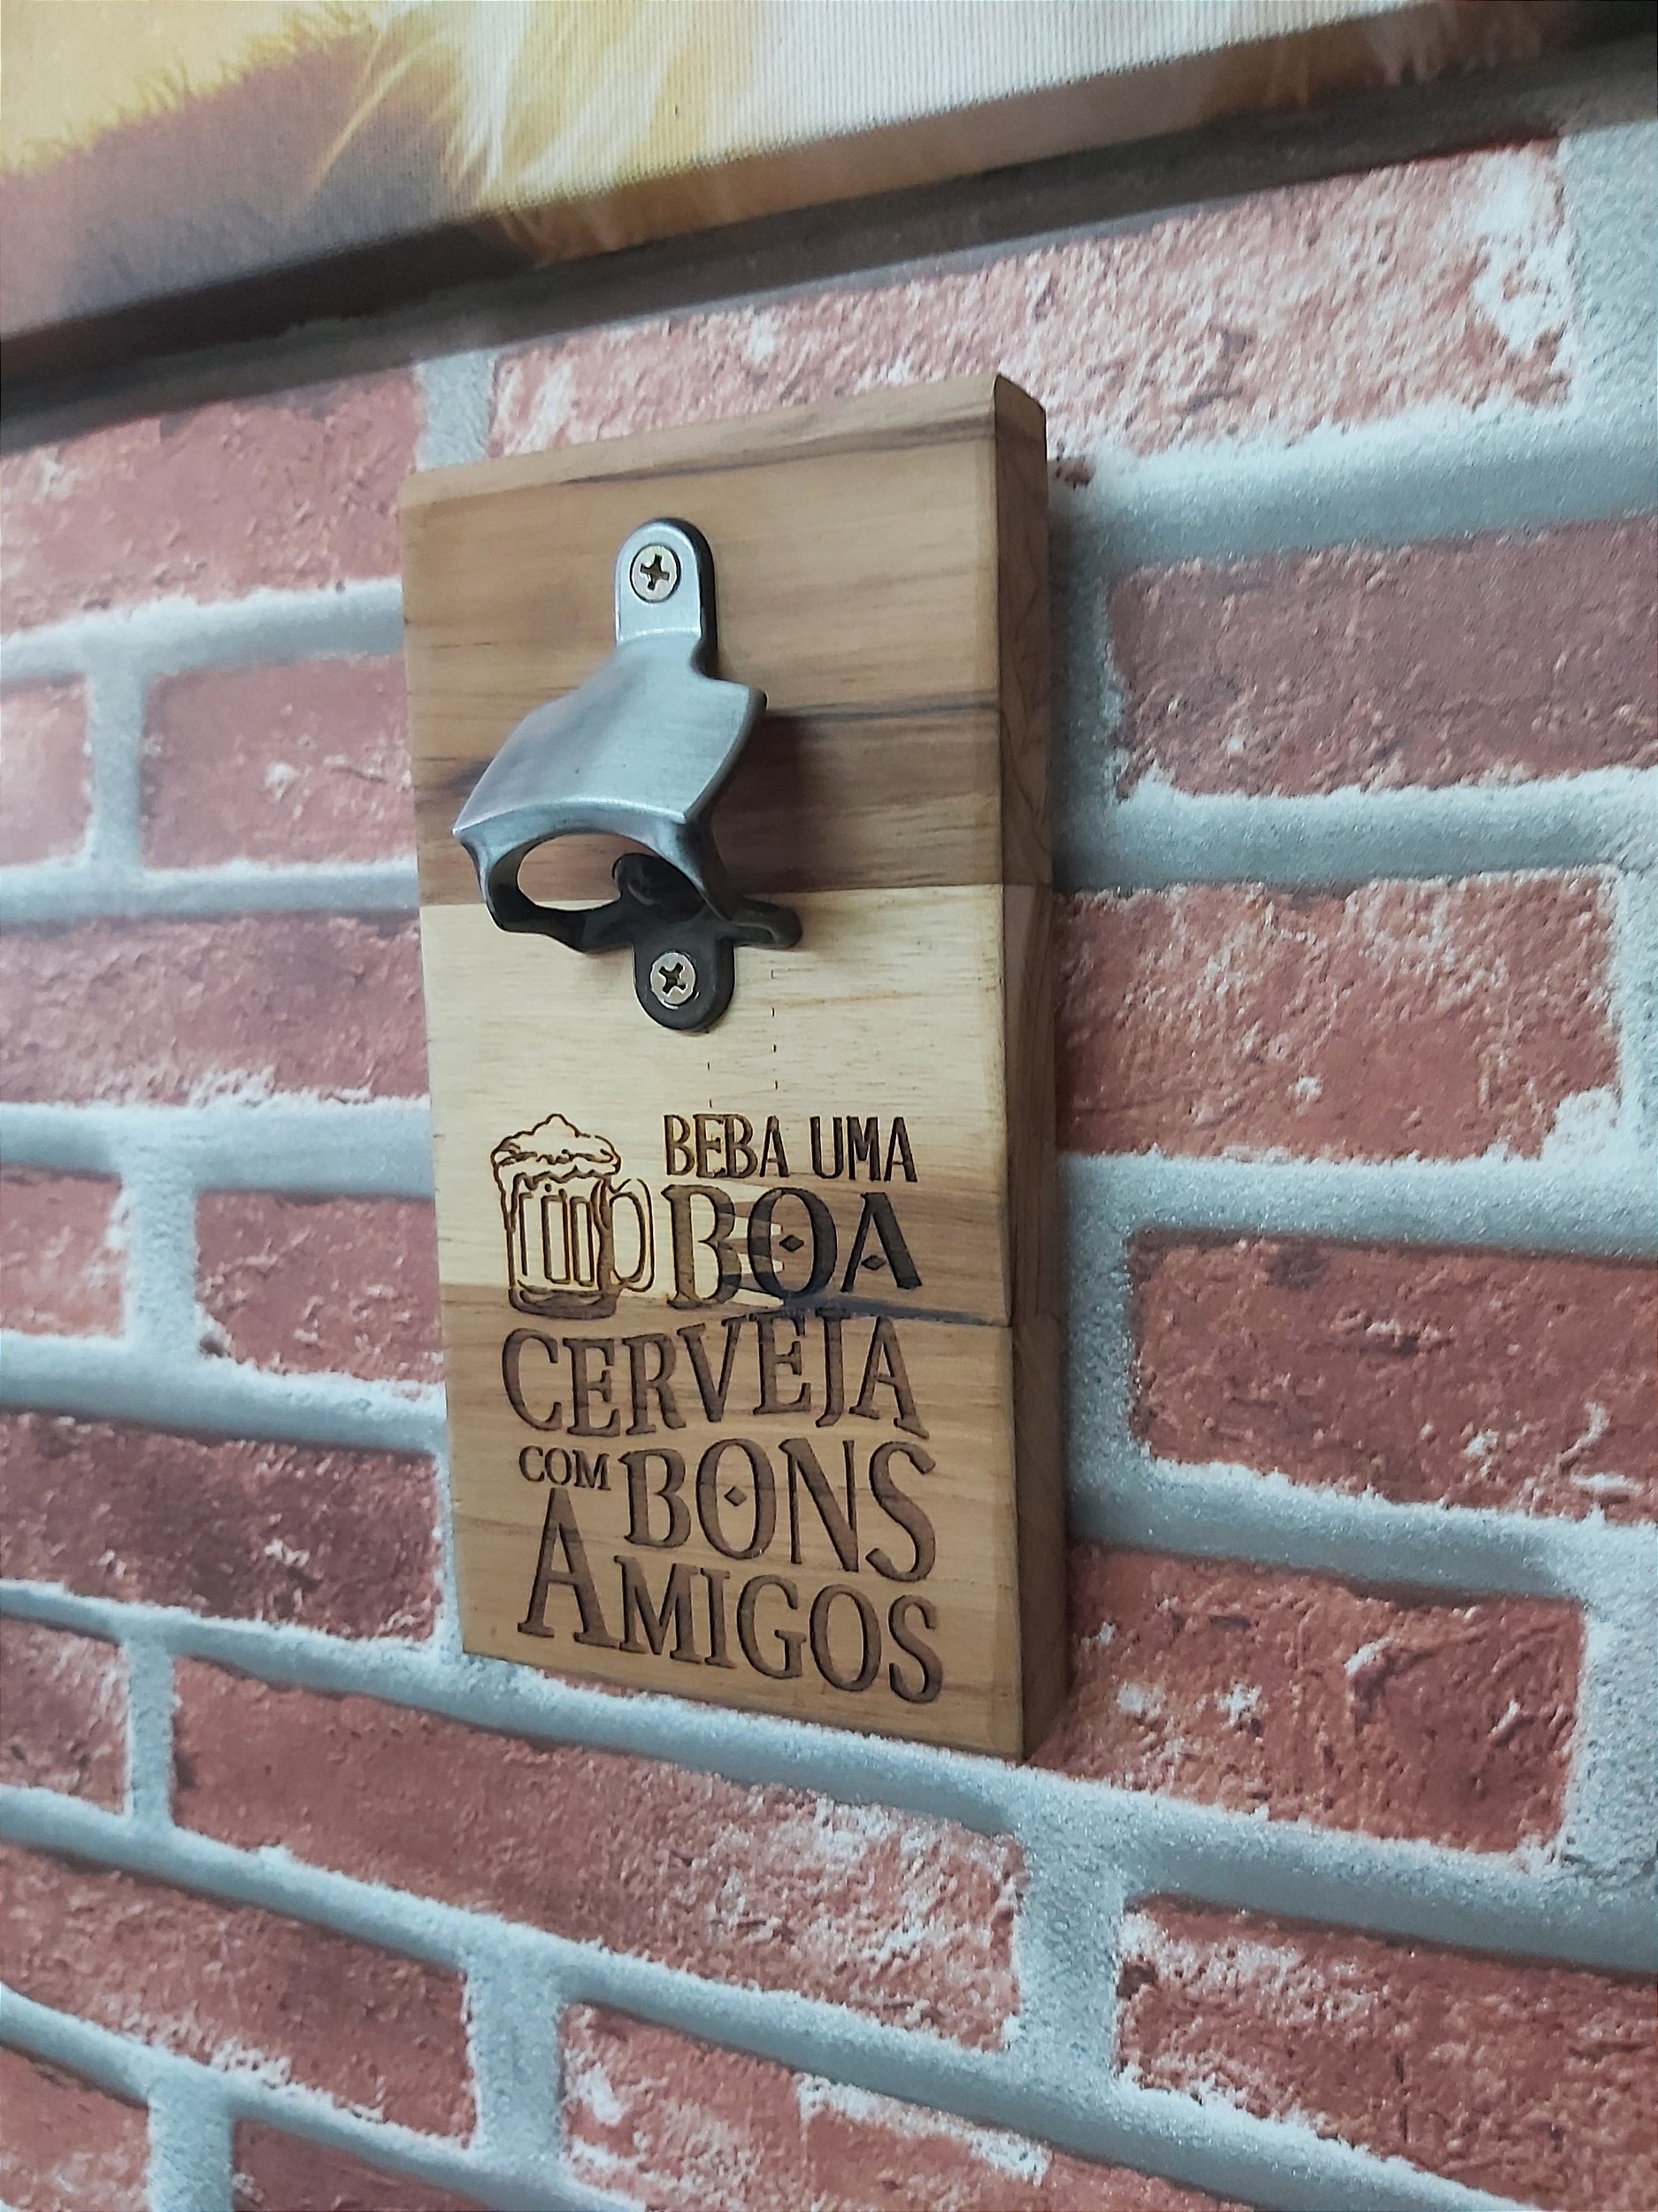 BEBA UMA
BOA
CERVEJA
COM BONS
AMIGOS